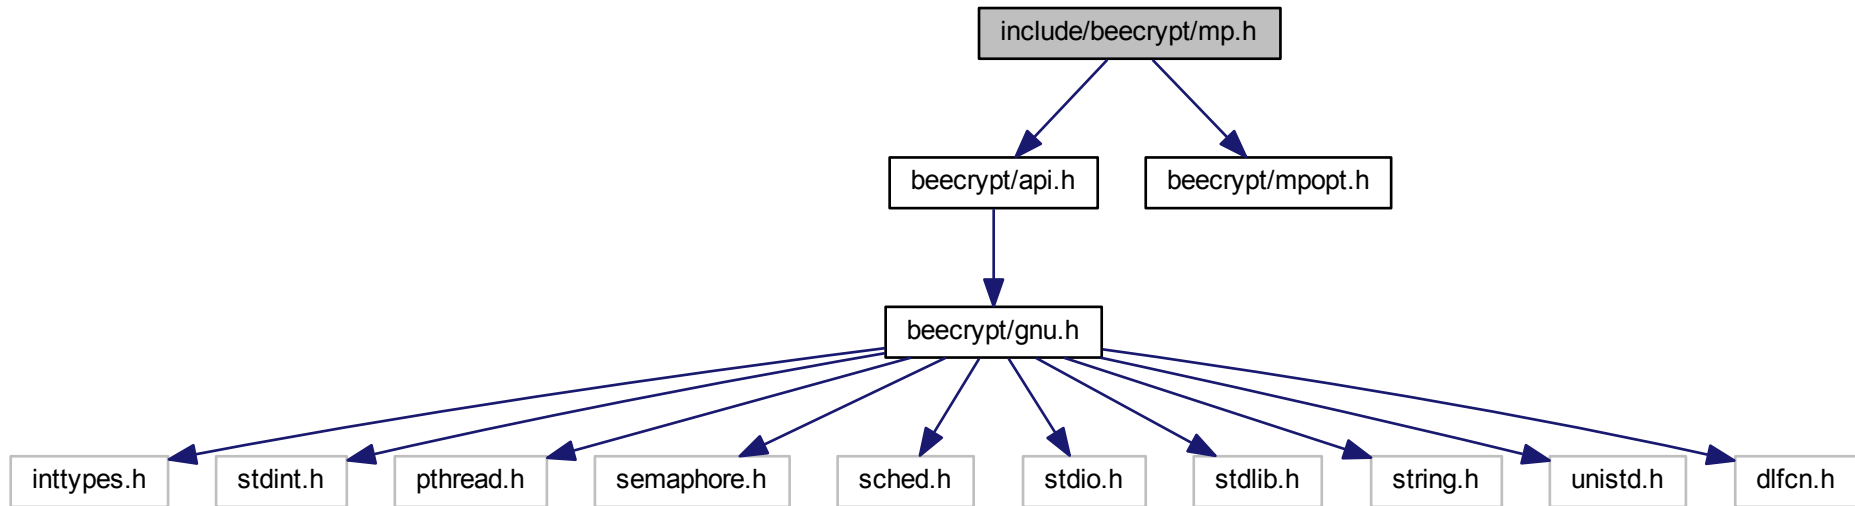 include/beecrypt/mp.h
beecrypt/api.h
beecrypt/mpopt.h
beecrypt/gnu.h
inttypes.h
stdint.h
pthread.h
semaphore.h
sched.h
stdio.h
stdlib.h
string.h
unistd.h
dlfcn.h